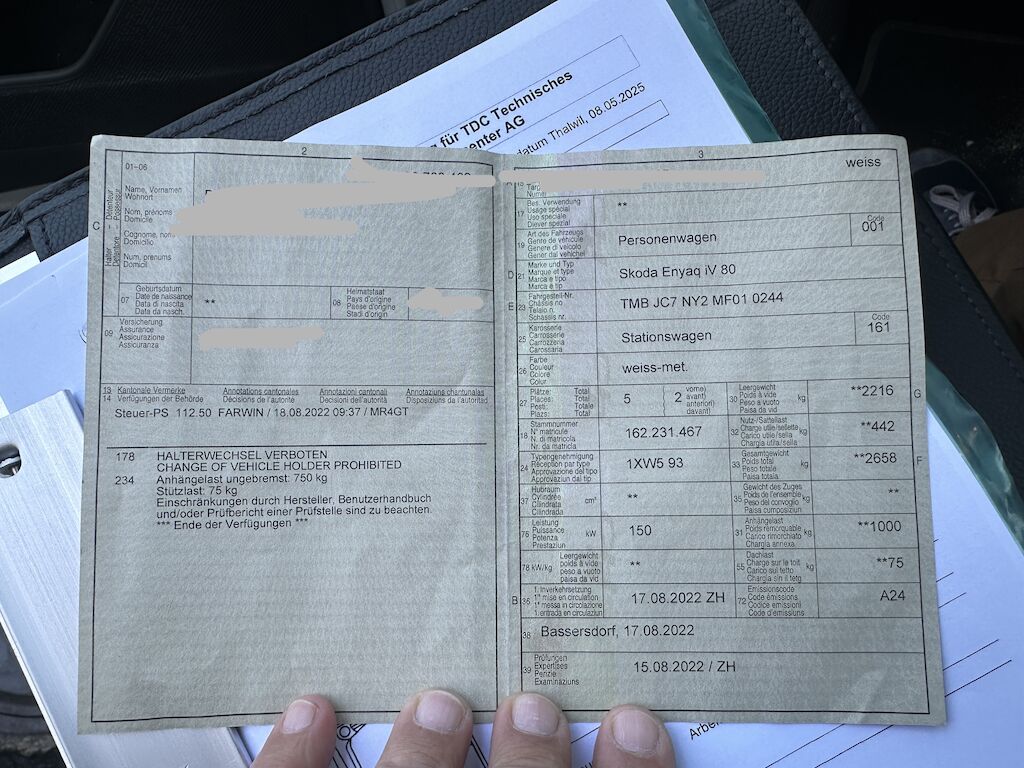 g für TDC Technisches
enter AG
datum Thalwil, 08.05.2025
2
01-06
Name, Vornamen
Wohnort
Nom, prénoms
Domicile
Cognome, nomi
Domicilio
Num, prenums
Domicil
C
Halter Détenteur
Detentore Possessur
07
Geburtsdatum
Date de naissance
Data di nascita
Data da nasch.
**
08
Heimatstaat
Pays d'origine
Paese d'origine
Stadi d'origin
09
Versicherung
Assurance
Assicurazione
Assicuranza
13 Kantonale Vermerke Annotations cantonales Annotazioni cantonali Annotaziuns chantunalas
14 Verfügungen der Behörde Décisions de l'autorité Decisioni dell'autorità Disposiziuns da l'autoritad
Steuer-PS 112.50 FARWIN / 18.08.2022 09:37 / MR4GT
178 HALTERWECHSEL VERBOTEN
CHANGE OF VEHICLE HOLDER PROHIBITED
234 Anhängelast ungebremst: 750 kg
Stützlast: 75 kg
Einschränkungen durch Hersteller, Benutzerhandbuch
und/oder Prüfbericht einer Prüfstelle sind zu beachten.
*** Ende der Verfügungen ***
3
A 15
Targ
Numer
weiss
17
Bes. Verwendung
Usage spécial
Uso speciale
Diever spezial
**
19
Art des Fahrzeugs
Genre de véhicule
Genere di veicolo
Gener dal vehichel
Personenwagen
Code
001
D 21
Marke und Typ
Marque et type
Marca e tipo
Marca e tip
Skoda Enyaq iV 80
E 23
Fahrgestell-Nr.
Châssis no
Telaio n.
Schassis nr.
TMB JC7 NY2 MF01 0244
25
Karosserie
Carrosserie
Carrozzeria
Carossaria
Stationswagen
Code
161
26
Farbe
Couleur
Colore
Colur
weiss-met.
27
Plätze: Total
Places: Total
Posti: Totale
Plazs: Total
5
( 2
vorne)
avant)
anteriori)
davant)
30
Leergewicht
Poids à vide
Peso a vuoto
Paisa da vid
kg
**2216
G
18
Stammnummer
N° matricule
N. di matricola
Nr. da matricla
162.231.467
32
Nutz-/Sattellast
Charge utile/sellette
Carico utile/sella
Chargia utila/sella
kg
**442
24
Typengenehmigung
Réception par type
Approvazione del tipo
Approvaziun dal tip
1XW5 93
33
Gesamtgewicht
Poids total
Peso totale
Paisa totala
kg
**2658
F
37
Hubraum
Cylindrée
Cilindrata
Cilindrada
cm³
**
35
Gewicht des Zuges
Poids de l'ensemble
Peso del convoglio
Paisa cumposiziun
kg
**
76
Leistung
Puissance
Potenza
Prestaziun
kW
150
31
Anhängelast
Poids remorquable
Carico rimorchiato
Chargia annexa
kg
**1000
78 kW/kg
Leergewicht
poids à vide
peso a vuoto
paisa da vid
**
55
Dachlast
Charge sur le toit
Carico sul tetto
Chargia sin il tetg
kg
**75
B 36
1. Inverkehrsetzung
1re mise en circulation
1a messa in circolazione
1. entrada en circulaziun
17.08.2022 ZH
72
Emissionscode
Code émissions
Codice emissioni
Code d'emissiuns
A24
38
Bassersdorf, 17.08.2022
39
Prüfungen
Expertises
Perizie
Examinaziuns
15.08.2022 / ZH
Arbei